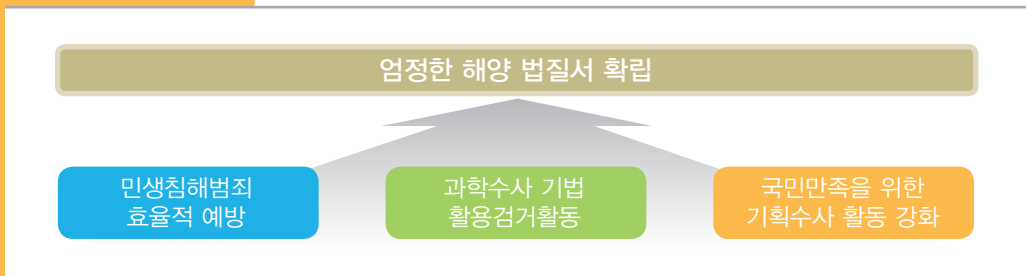 엄정한 해양 법질서 확립
민생침해범죄
효율적 예방
과학수사 기법
활용검거활동
국민만족을 위한
기획수사 활동 강화